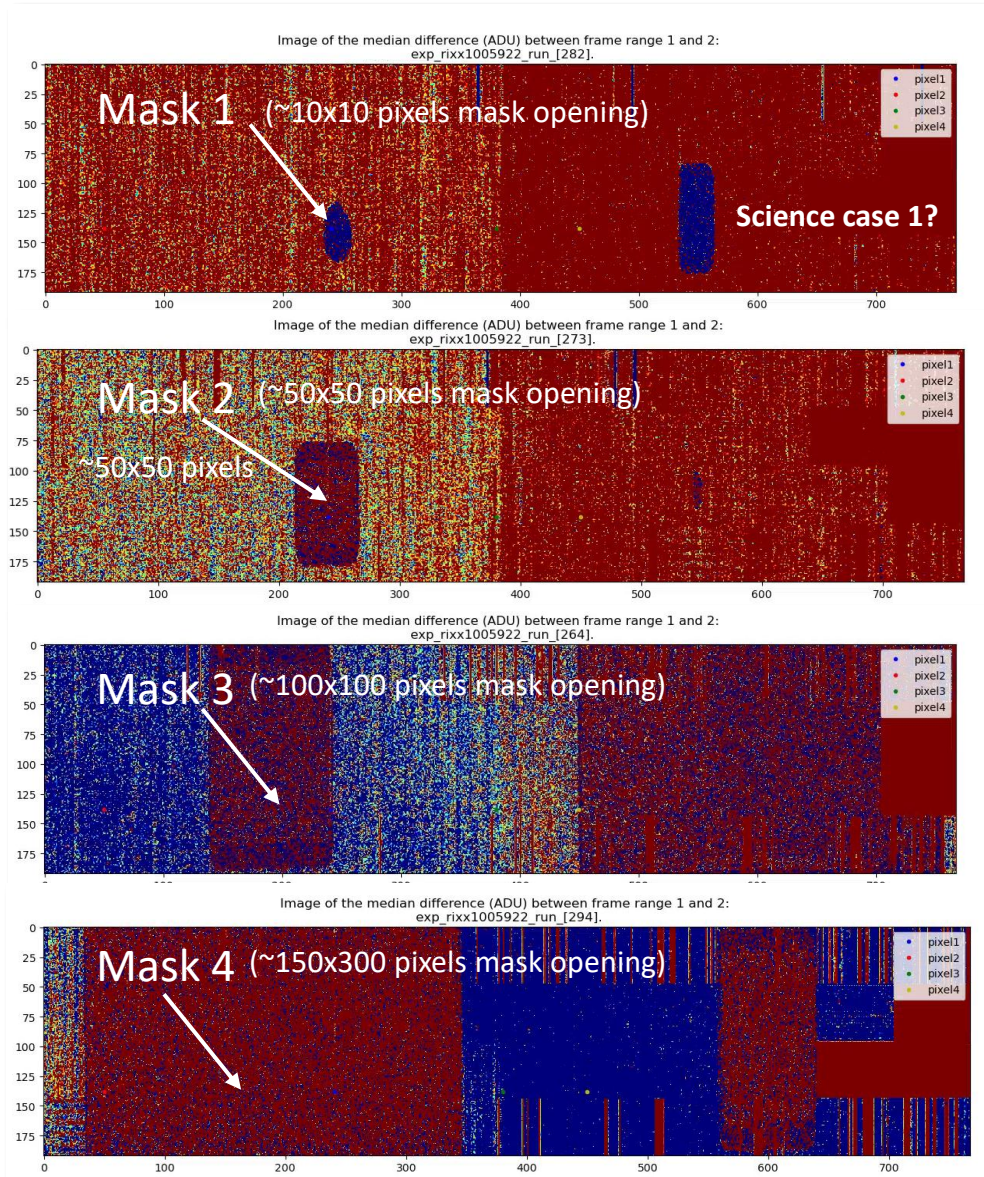 Image of the median difference (ADU) between frame range 1 and 2:
exp_rixx1005922_run_[282].
0
25
50
75
100
125
150
175
0 100 200 300 400 500 600 700
Mask 1 (~10x10 pixels mask opening)
pixel1
pixel2
pixel3
pixel4
Science case 1?
Image of the median difference (ADU) between frame range 1 and 2:
exp_rixx1005922_run_[273].
0
25
50
75
100
125
150
175
0 100 200 300 400 500 600 700
Mask 2 (~50x50 pixels mask opening)
~50x50 pixels
pixel1
pixel2
pixel3
pixel4
Image of the median difference (ADU) between frame range 1 and 2:
exp_rixx1005922_run_[264].
0
25
50
75
100
125
150
175
Mask 3 (~100x100 pixels mask opening)
pixel1
pixel2
pixel3
pixel4
Image of the median difference (ADU) between frame range 1 and 2:
exp_rixx1005922_run_[294].
0
25
50
75
100
125
150
175
0 100 200 300 400 500 600 700
Mask 4 (~150x300 pixels mask opening)
pixel1
pixel2
pixel3
pixel4